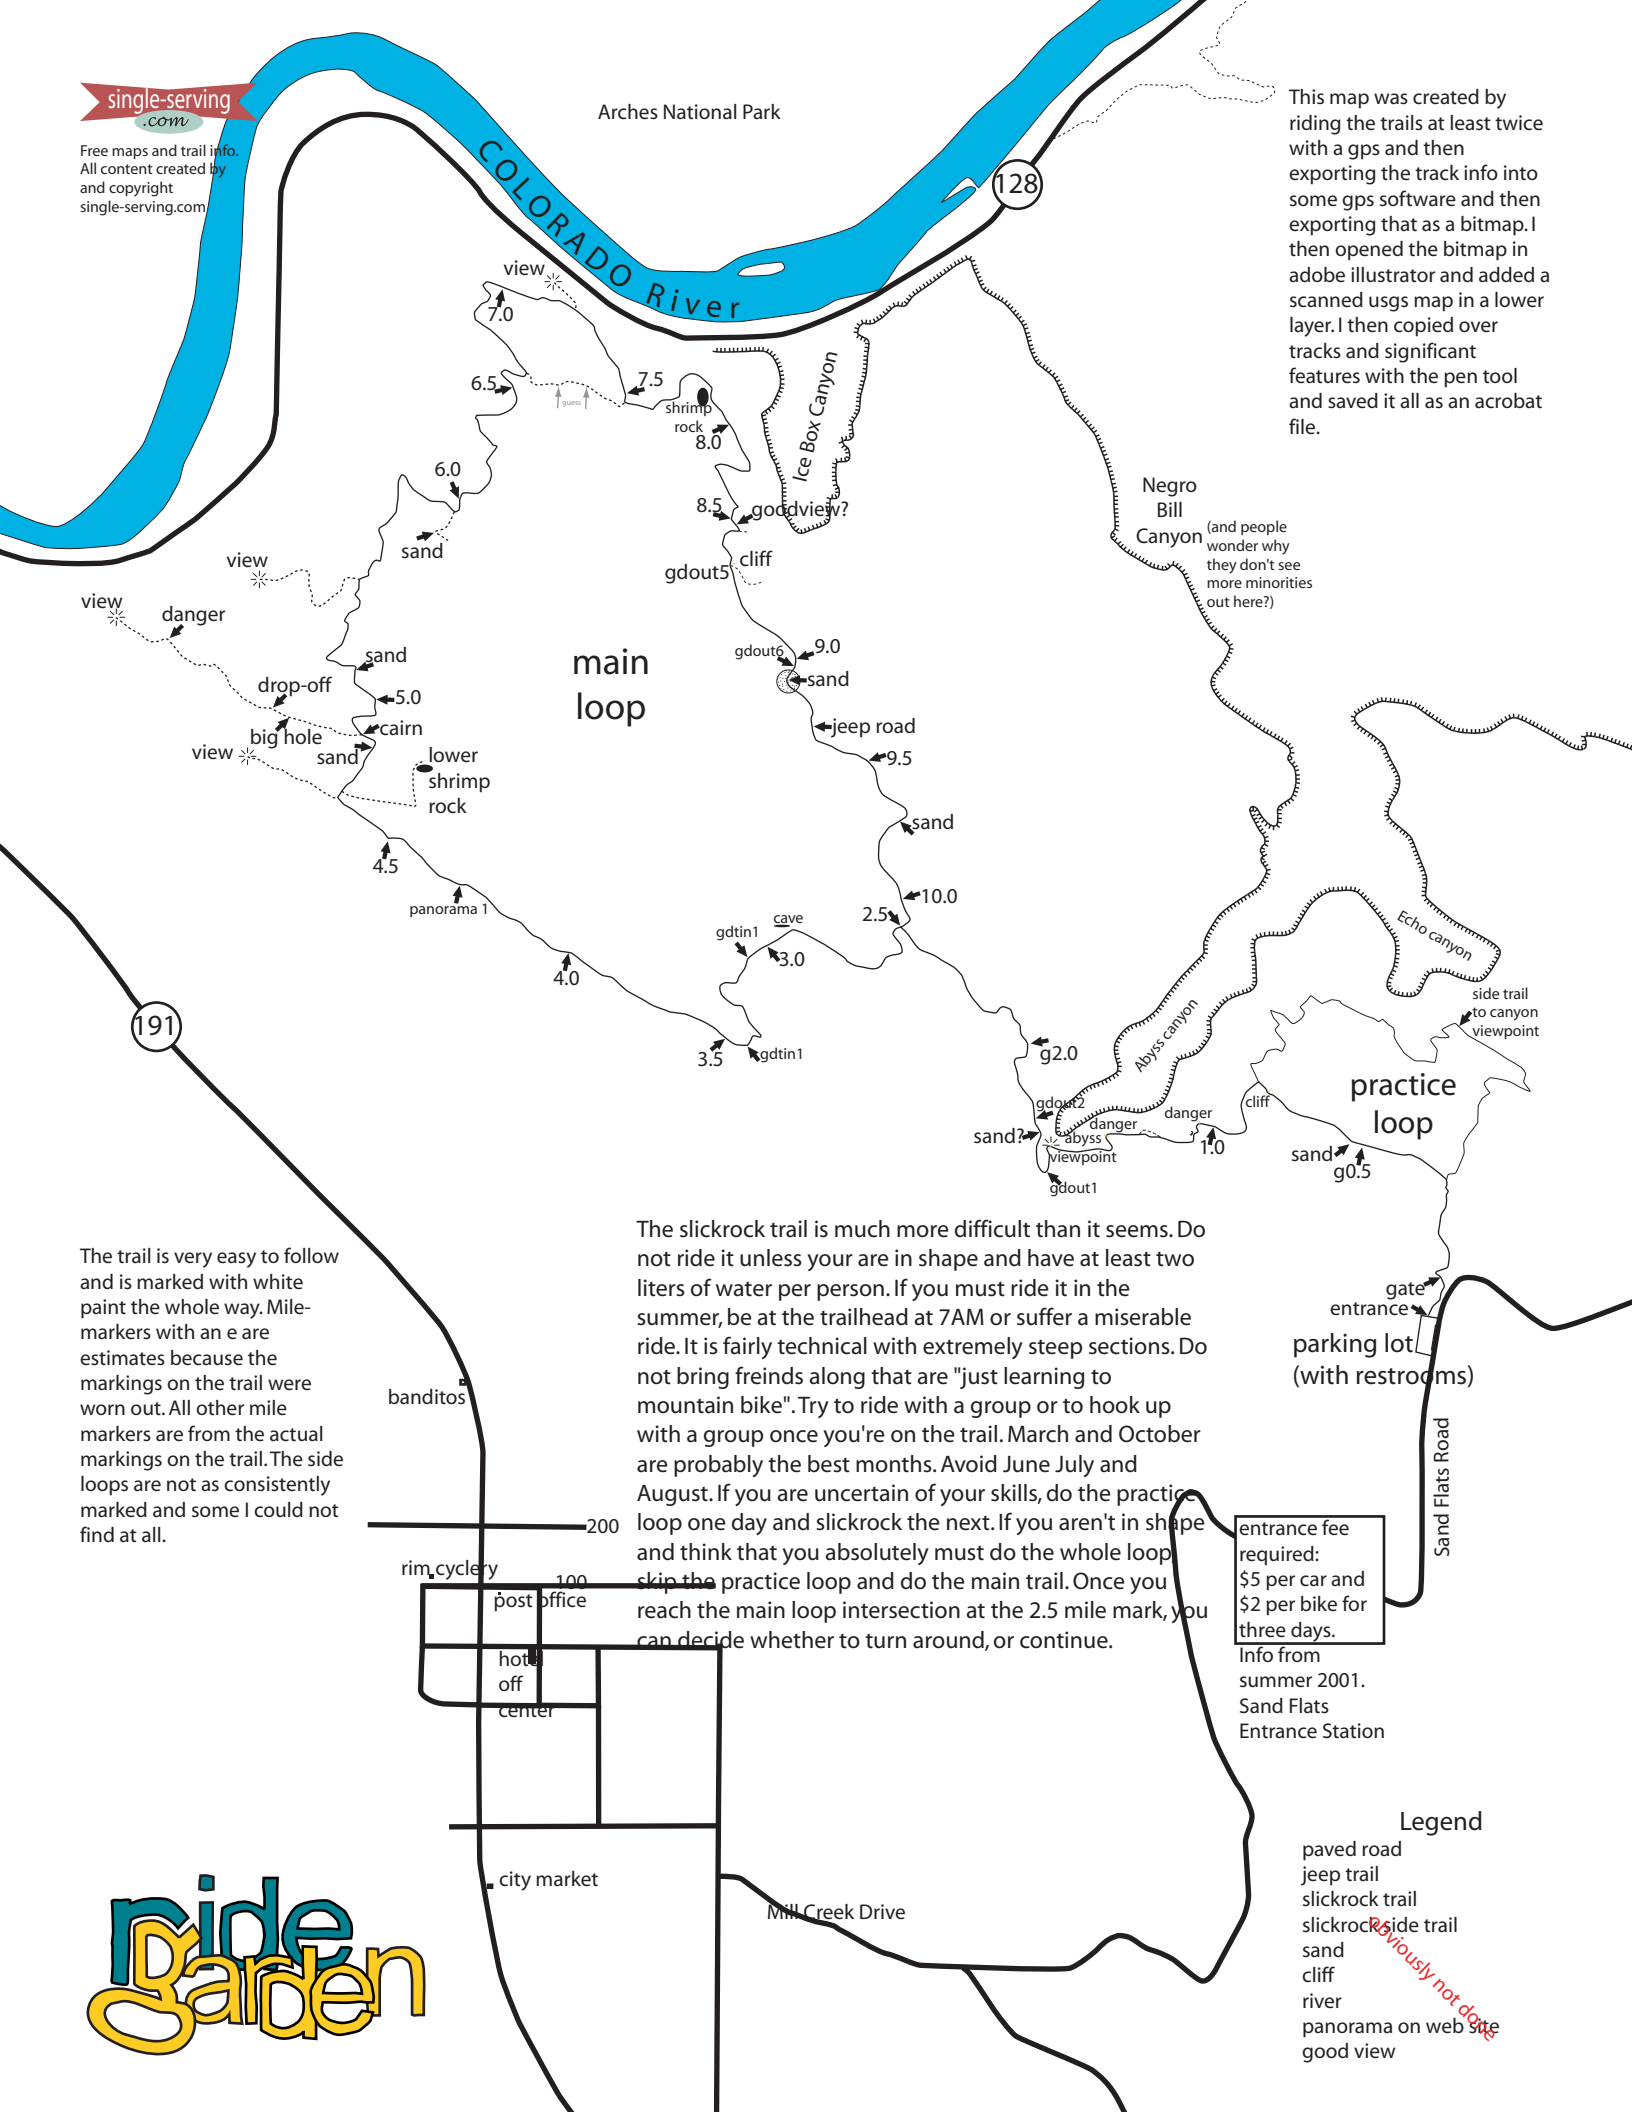 single-serving
.com
Free maps and trail info.
All content created by
and copyright
single-serving.com
Arches National Park
COLORADO River
128
This map was created by
riding the trails at least twice
with a gps and then
exporting the track info into
some gps software and then
exporting that as a bitmap. I
then opened the bitmap in
adobe illustrator and added a
scanned usgs map in a lower
layer. I then copied over
tracks and significant
features with the pen tool
and saved it all as an acrobat
file.
view
7.0
6.5
guess
7.5
shrimp
rock
8.0
Ice Box Canyon
6.0
sand
8.5
goodview?
cliff
gdout5
Negro
Bill
Canyon
(and people
wonder why
they don't see
more minorities
out here?)
view
view
danger
sand
drop-off
5.0
big hole
cairn
sand
view
lower
shrimp
rock
main
loop
gdout6
9.0
sand
jeep road
9.5
sand
4.5
panorama 1
10.0
2.5
cave
gdtin1
3.0
4.0
3.5
gdtin1
191
Echo canyon
Abyss canyon
side trail
to canyon
viewpoint
g2.0
gdout2
sand?
abyss
viewpoint
danger
danger
1.0
cliff
gdout1
practice
loop
sand
g0.5
gate
entrance
parking lot
(with restrooms)
Sand Flats Road
The trail is very easy to follow
and is marked with white
paint the whole way. Mile-
markers with an e are
estimates because the
markings on the trail were
worn out. All other mile
markers are from the actual
markings on the trail. The side
loops are not as consistently
marked and some I could not
find at all.
The slickrock trail is much more difficult than it seems. Do
not ride it unless your are in shape and have at least two
liters of water per person. If you must ride it in the
summer, be at the trailhead at 7AM or suffer a miserable
ride. It is fairly technical with extremely steep sections. Do
not bring freinds along that are "just learning to
mountain bike". Try to ride with a group or to hook up
with a group once you're on the trail. March and October
are probably the best months. Avoid June July and
August. If you are uncertain of your skills, do the practice
loop one day and slickrock the next. If you aren't in shape
and think that you absolutely must do the whole loop,
skip the practice loop and do the main trail. Once you
reach the main loop intersection at the 2.5 mile mark, you
can decide whether to turn around, or continue.
banditos
200
rim cyclery
100
post office
hotel
off
center
city market
Mill Creek Drive
entrance fee
required:
$5 per car and
$2 per bike for
three days.
Info from
summer 2001.
Sand Flats
Entrance Station
Legend
paved road
jeep trail
slickrock trail
slickrock side trail
sand
cliff
river
panorama on web site
good view
obviously not done
ride
garden